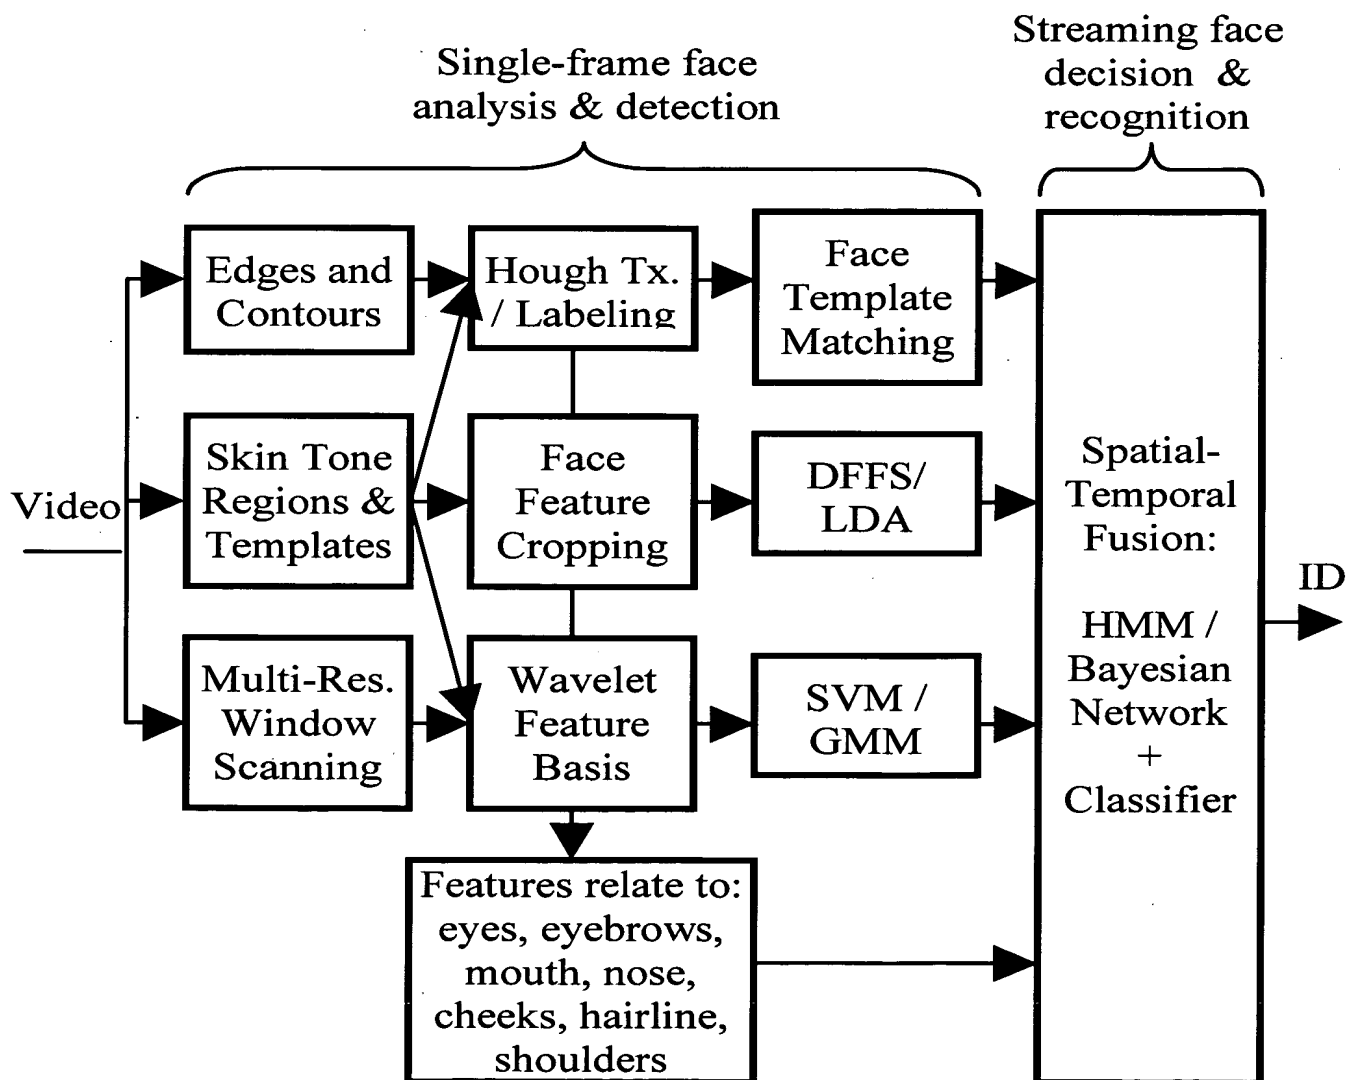 Single-frame face
analysis & detection
Streaming face
decision &
recognition
Video
Edges and
Contours
Hough Tx.
/ Labeling
Face
Template
Matching
Skin Tone
Regions &
Templates
Face
Feature
Cropping
DFFS/
LDA
Multi-Res.
Window
Scanning
Wavelet
Feature
Basis
SVM /
GMM
Features relate to:
eyes, eyebrows,
mouth, nose,
cheeks, hairline,
shoulders
Spatial-
Temporal
Fusion:
HMM /
Bayesian
Network
+
Classifier
ID